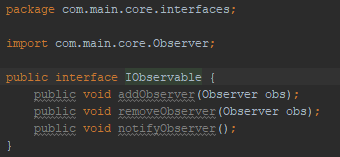 package com.main.core.interfaces;
import com.main.core.Observer;
public interface IObservable {
public void addObserver(Observer obs);
public void removeObserver(Observer obs);
public void notifyObserver();
}